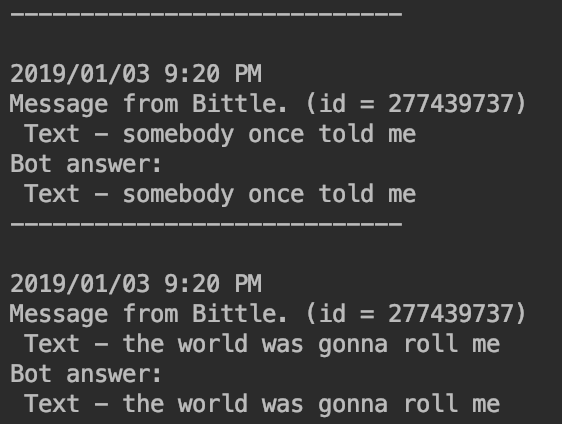 ------------------------------
2019/01/03 9:20 PM
Message from Bittle. (id = 277439737)
 Text - somebody once told me
Bot answer:
 Text - somebody once told me
------------------------------
2019/01/03 9:20 PM
Message from Bittle. (id = 277439737)
 Text - the world was gonna roll me
Bot answer:
 Text - the world was gonna roll me